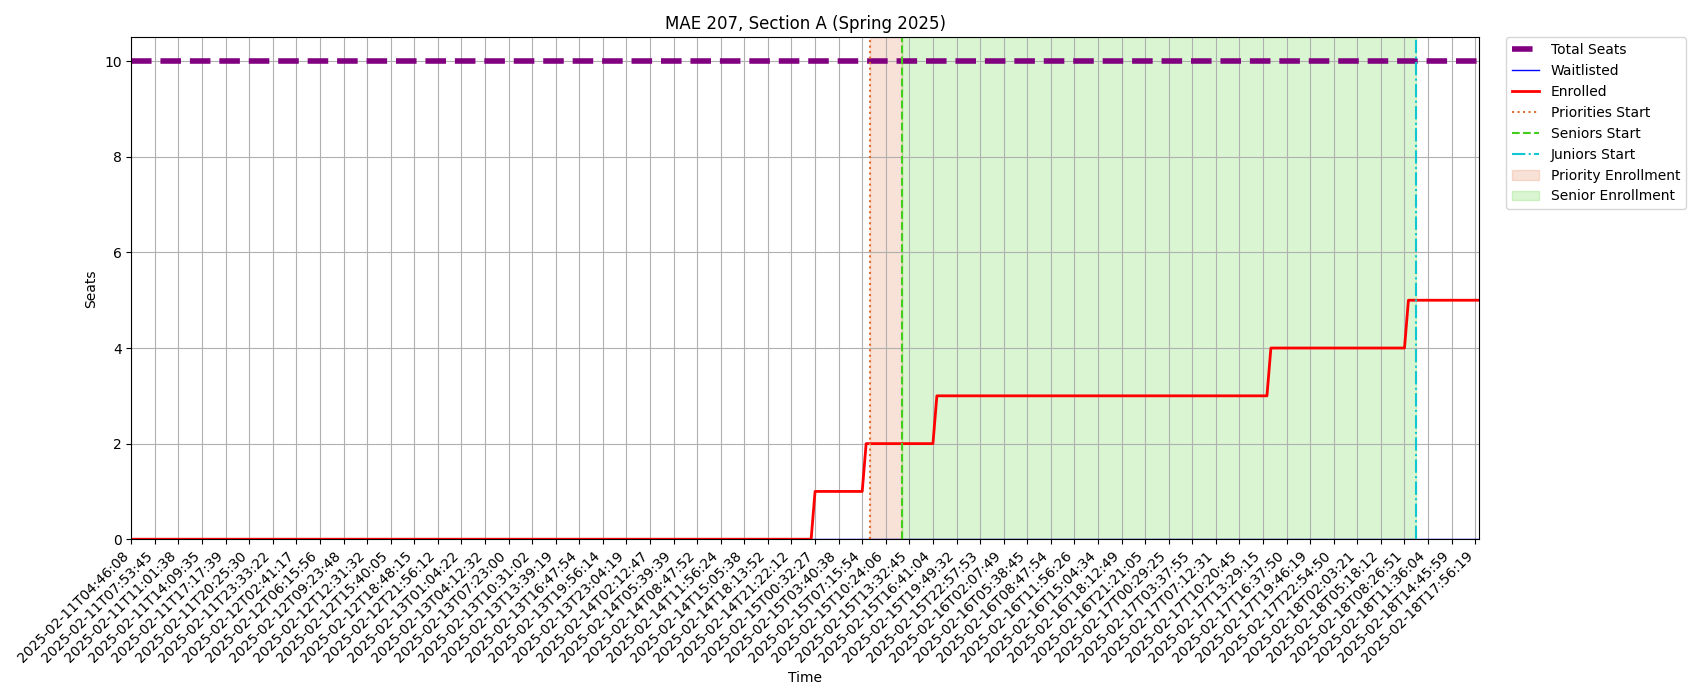 MAE 207, Section A (Spring 2025)
Total Seats
Waitlisted
Enrolled
Priorities Start
Seniors Start
Juniors Start
Priority Enrollment
Senior Enrollment
Seats
10
8
6
4
2
0
2025-02-11T04:46:08
2025-02-11T07:53:45
2025-02-11T11:01:38
2025-02-11T14:09:35
2025-02-11T17:17:39
2025-02-11T20:25:30
2025-02-11T23:33:22
2025-02-12T02:41:17
2025-02-12T06:15:56
2025-02-12T09:23:48
2025-02-12T12:31:32
2025-02-12T15:40:05
2025-02-12T18:48:15
2025-02-12T21:56:12
2025-02-13T01:04:22
2025-02-13T04:12:32
2025-02-13T07:23:00
2025-02-13T10:31:02
2025-02-13T13:39:19
2025-02-13T16:47:54
2025-02-13T19:56:14
2025-02-13T23:04:19
2025-02-14T02:12:47
2025-02-14T05:39:39
2025-02-14T08:47:52
2025-02-14T11:56:24
2025-02-14T15:05:38
2025-02-14T18:13:52
2025-02-14T21:22:12
2025-02-15T00:32:27
2025-02-15T03:40:38
2025-02-15T07:15:54
2025-02-15T10:24:06
2025-02-15T13:32:45
2025-02-15T16:41:04
2025-02-15T19:49:32
2025-02-15T22:57:53
2025-02-16T02:07:49
2025-02-16T05:38:45
2025-02-16T08:47:54
2025-02-16T11:56:26
2025-02-16T15:04:34
2025-02-16T18:12:49
2025-02-16T21:21:05
2025-02-17T00:29:25
2025-02-17T03:37:55
2025-02-17T07:12:31
2025-02-17T10:20:45
2025-02-17T13:29:15
2025-02-17T16:37:50
2025-02-17T19:46:19
2025-02-17T22:54:50
2025-02-18T02:03:21
2025-02-18T05:18:12
2025-02-18T08:26:51
2025-02-18T11:36:04
2025-02-18T14:45:59
2025-02-18T17:56:19
Time